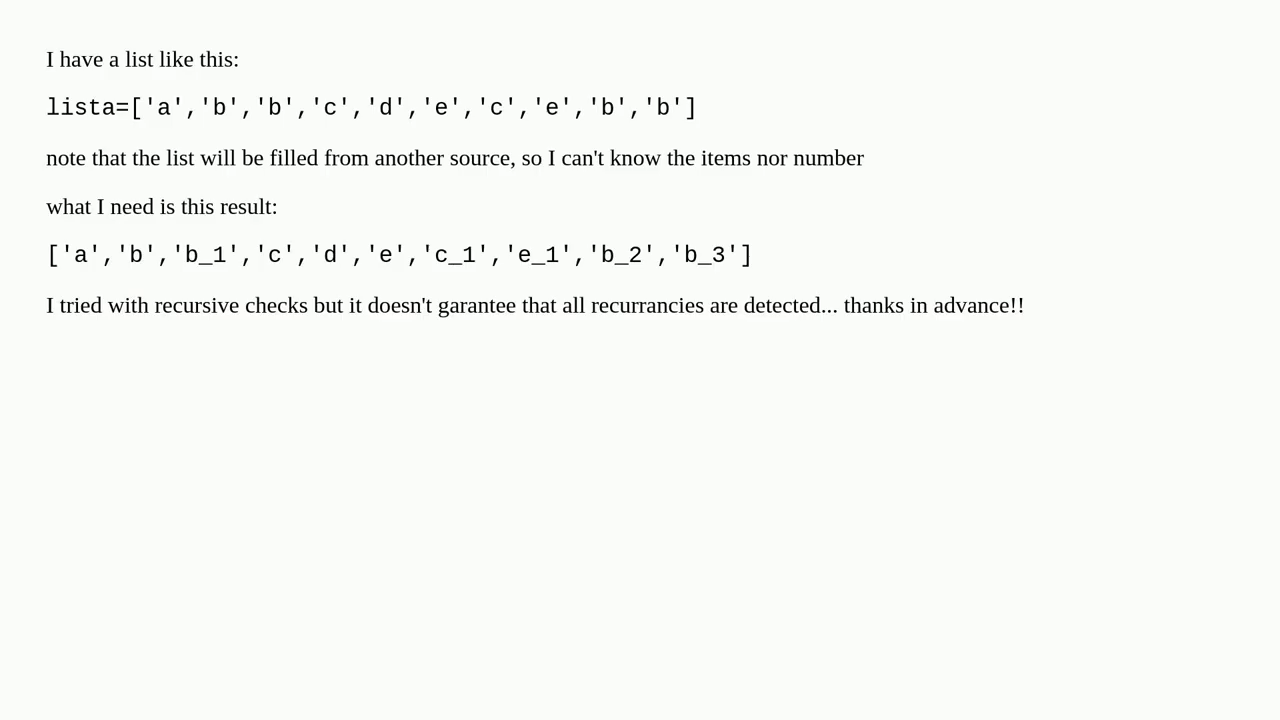 I have a list like this:
lista=['a','b','b','c','d','e','c','e','b','b']
note that the list will be filled from another source, so I can't know the items nor number
what I need is this result:
['a','b','b_1','c','d','e','c_1','e_1','b_2','b_3']
I tried with recursive checks but it doesn't garantee that all recurrancies are detected... thanks in advance!!